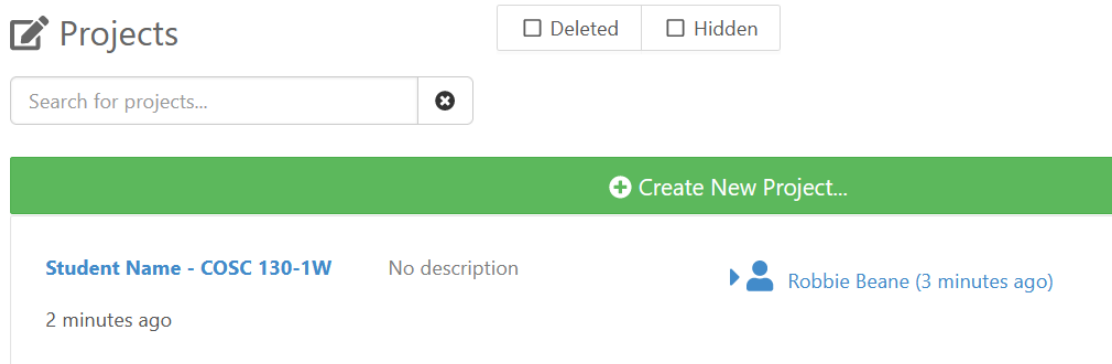 Projects
Deleted
Hidden
Search for projects...
Create New Project...
Student Name - COSC 130-1W
No description
Robbie Beane (3 minutes ago)
2 minutes ago